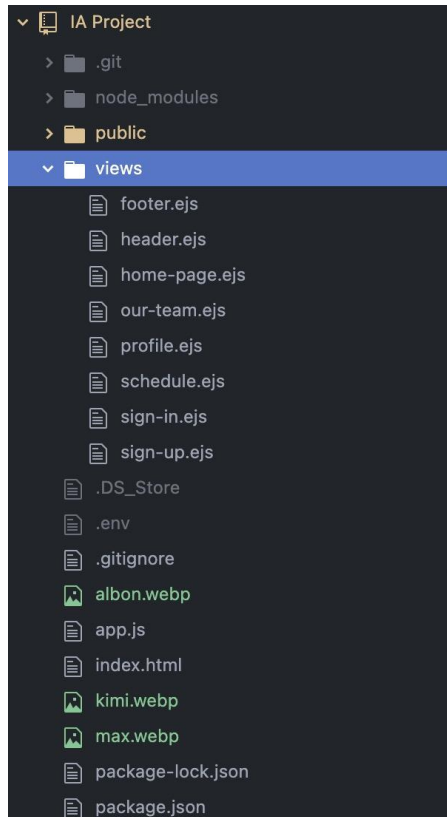 IA Project
.git
node_modules
public
views
footer.ejs
header.ejs
home-page.ejs
our-team.ejs
profile.ejs
schedule.ejs
sign-in.ejs
sign-up.ejs
.DS_Store
.env
.gitignore
albon.webp
app.js
index.html
kimi.webp
max.webp
package-lock.json
package.json